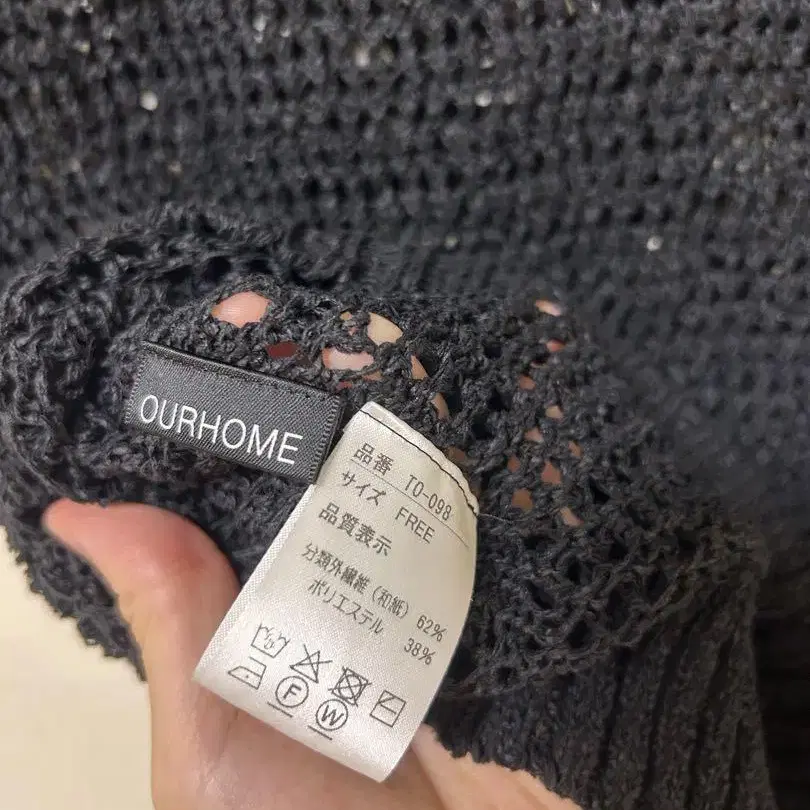 OURHOME
品番 TO-098
サイズ FREE
品質表示
分類外繊維(和紙) 62%
ポリエステル 38%
F W